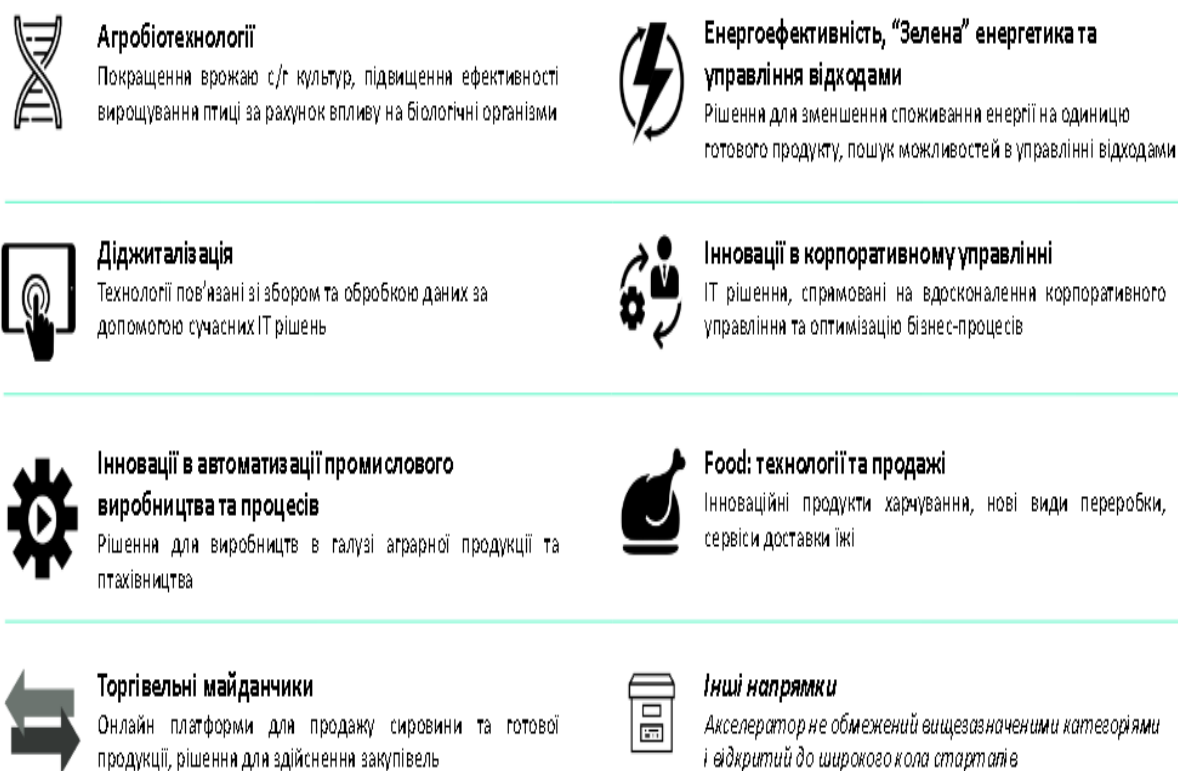 Агробіотехнології
Покращення врожаю с/г культур, підвищення ефективності
вирощування птиці за рахунок впливу на біологічні організми
Енергоефективність, “Зелена” енергетика та
управління відходами
Рішення для зменшення споживання енергії на одиницю
готового продукту, пошук можливостей в управлінні відходами
Діджиталізація
Технології пов’язані зі збором та обробкою даних за
допомогою сучасних ІТ рішень
Інновації в корпоративному управлінні
ІТ рішення, спрямовані на вдосконалення корпоративного
управління та оптимізацію бізнес-процесів
Інновації в автоматизації промислового
виробництва та процесів
Рішення для виробництв в галузі аграрної продукції та
птахівництва
Food: технології та продажі
Інноваційні продукти харчування, нові види переробки,
сервіси доставки їжі
Торгівельні майданчики
Онлайн платформи для продажу сировини та готової
продукції, рішення для здійснення закупівель
Інші напрямки
Акселератор не обмежений вищезазначеними категоріями
і відкритий до широкого кола стартапів